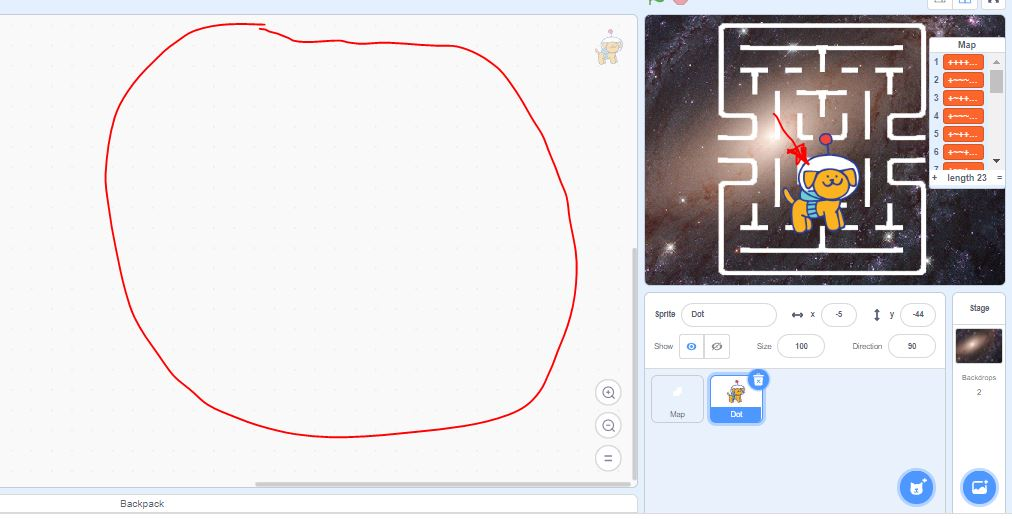 Map
1 ++++...
2 +~~~...
3 +~++...
4 +~~~...
5 +~++...
6 +~~+...
7
+ length 23 =
Sprite Dot x -5 y -44
Show Size 100 Direction 90
Map
Dot
Stage
Backdrops
2
Backpack